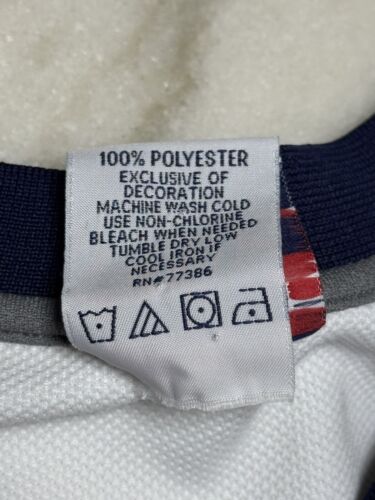 100% POLYESTER
EXCLUSIVE OF
DECORATION
MACHINE WASH COLD
USE NON-CHLORINE
BLEACH WHEN NEEDED
TUMBLE DRY LOW
COOL IRON IF
NECESSARY
RN#77386